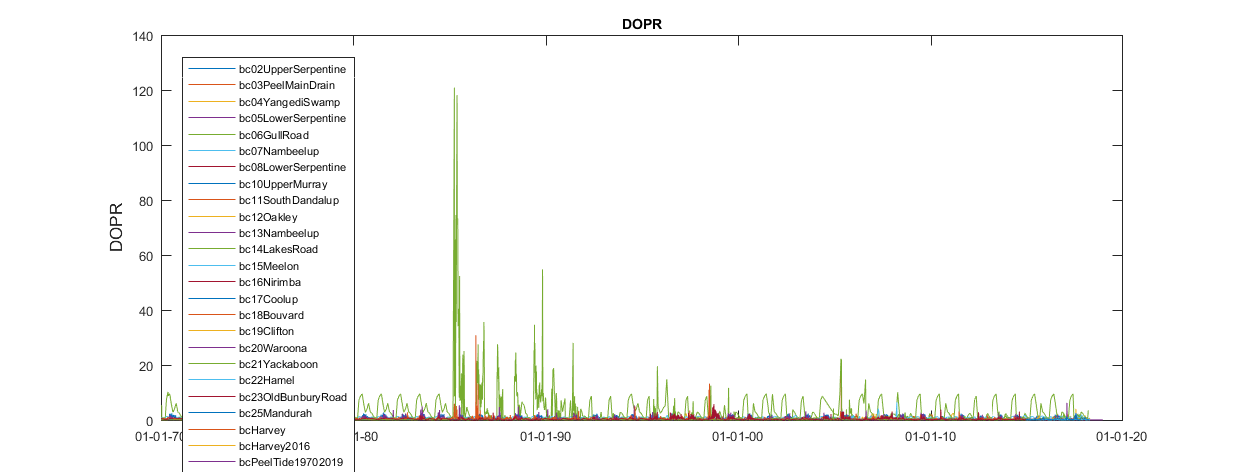 DOPR
140
120
100
80
60
40
20
0
DOPR
bc02UpperSerpentine
bc03PeelMainDrain
bc04YangediSwamp
bc05LowerSerpentine
bc06GullRoad
bc07Nambeelup
bc08LowerSerpentine
bc10UpperMurray
bc11SouthDandalup
bc12Oakley
bc13Nambeelup
bc14LakesRoad
bc15Meelon
bc16Nirimba
bc17Coolup
bc18Bouvard
bc19Clifton
bc20Waroona
bc21Yackaboon
bc22Hamel
bc23OldBunburyRoad
bc25Mandurah
bcHarvey
bcHarvey2016
bcPeelTide19702019
01-01-70
1-80
01-01-90
01-01-00
01-01-10
01-01-20